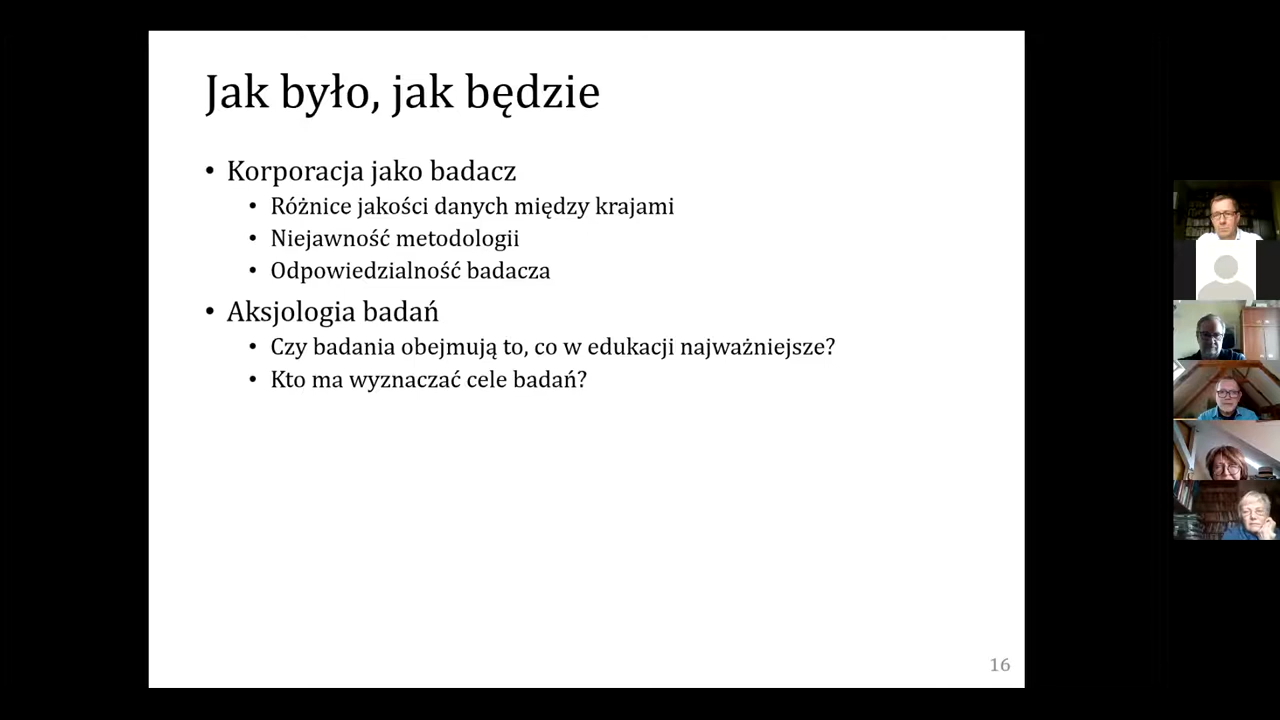 Jak było, jak będzie
• Korporacja jako badacz
• Różnice jakości danych między krajami
• Niejawność metodologii
• Odpowiedzialność badacza
• Aksjologia badań
• Czy badania obejmują to, co w edukacji najważniejsze?
• Kto ma wyznaczać cele badań?
16